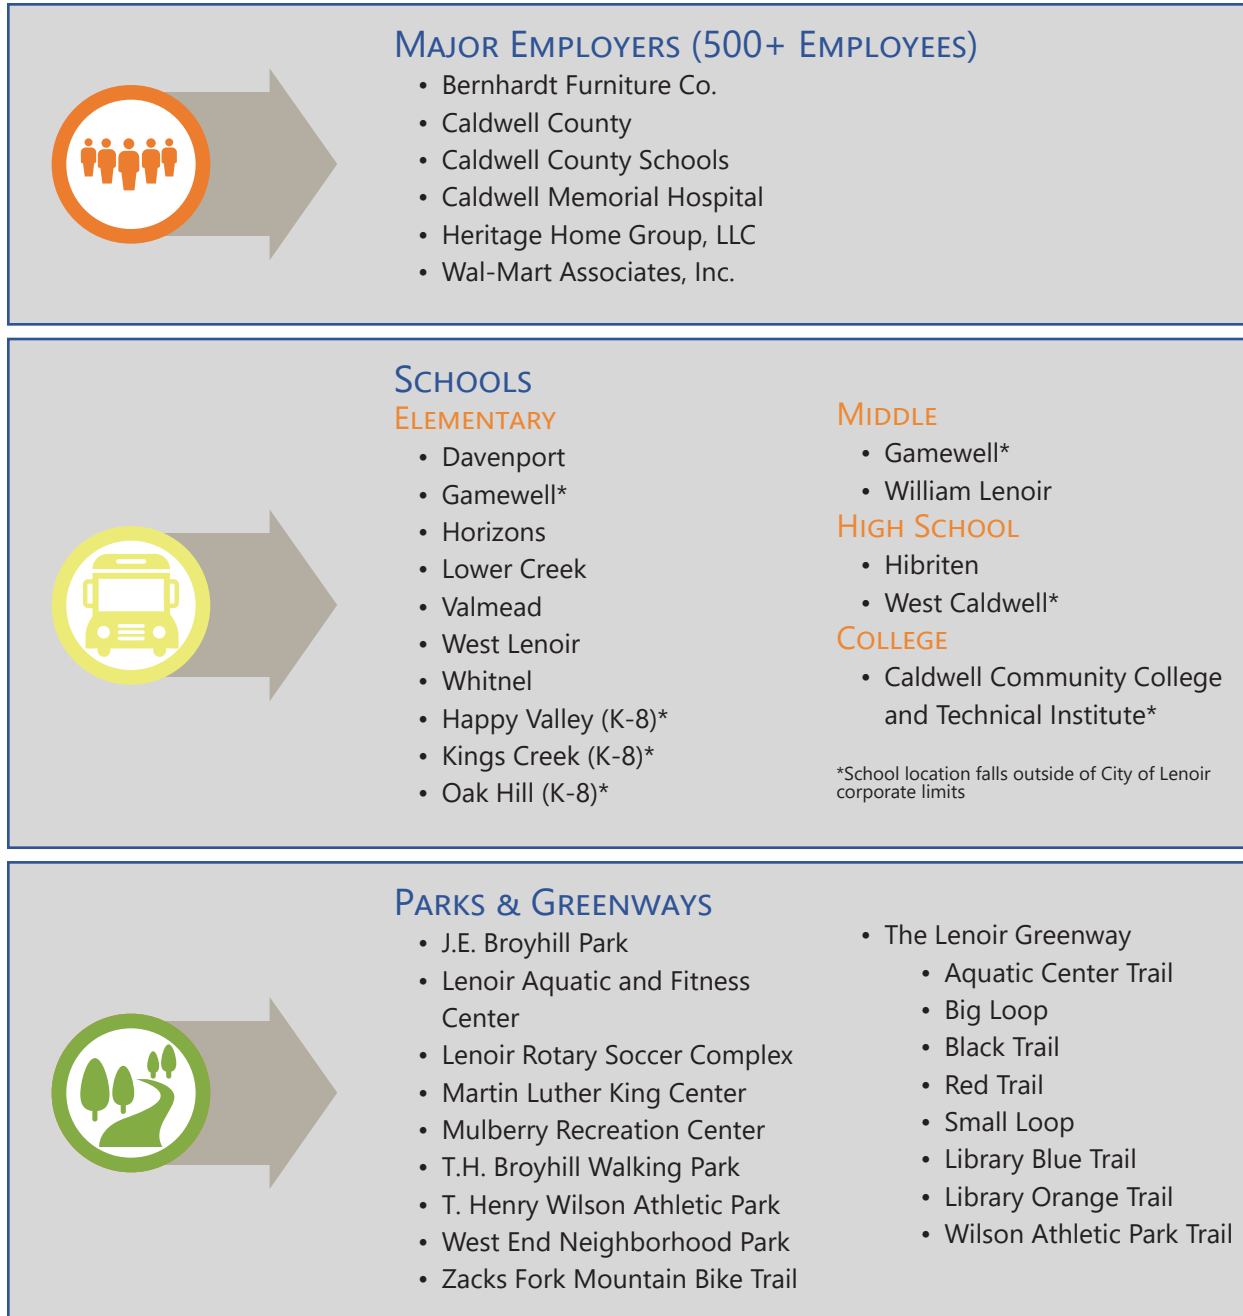 Major Employers (500+ Employees)
• Bernhardt Furniture Co.
• Caldwell County
• Caldwell County Schools
• Caldwell Memorial Hospital
• Heritage Home Group, LLC
• Wal-Mart Associates, Inc.
Schools
Elementary
• Davenport
• Gamewell*
• Horizons
• Lower Creek
• Valmead
• West Lenoir
• Whitnel
• Happy Valley (K-8)*
• Kings Creek (K-8)*
• Oak Hill (K-8)*
Middle
• Gamewell*
• William Lenoir
High School
• Hibriten
• West Caldwell*
College
• Caldwell Community College
and Technical Institute*
*School location falls outside of City of Lenoir
corporate limits
Parks & Greenways
• J.E. Broyhill Park
• Lenoir Aquatic and Fitness
Center
• Lenoir Rotary Soccer Complex
• Martin Luther King Center
• Mulberry Recreation Center
• T.H. Broyhill Walking Park
• T. Henry Wilson Athletic Park
• West End Neighborhood Park
• Zacks Fork Mountain Bike Trail
• The Lenoir Greenway
• Aquatic Center Trail
• Big Loop
• Black Trail
• Red Trail
• Small Loop
• Library Blue Trail
• Library Orange Trail
• Wilson Athletic Park Trail